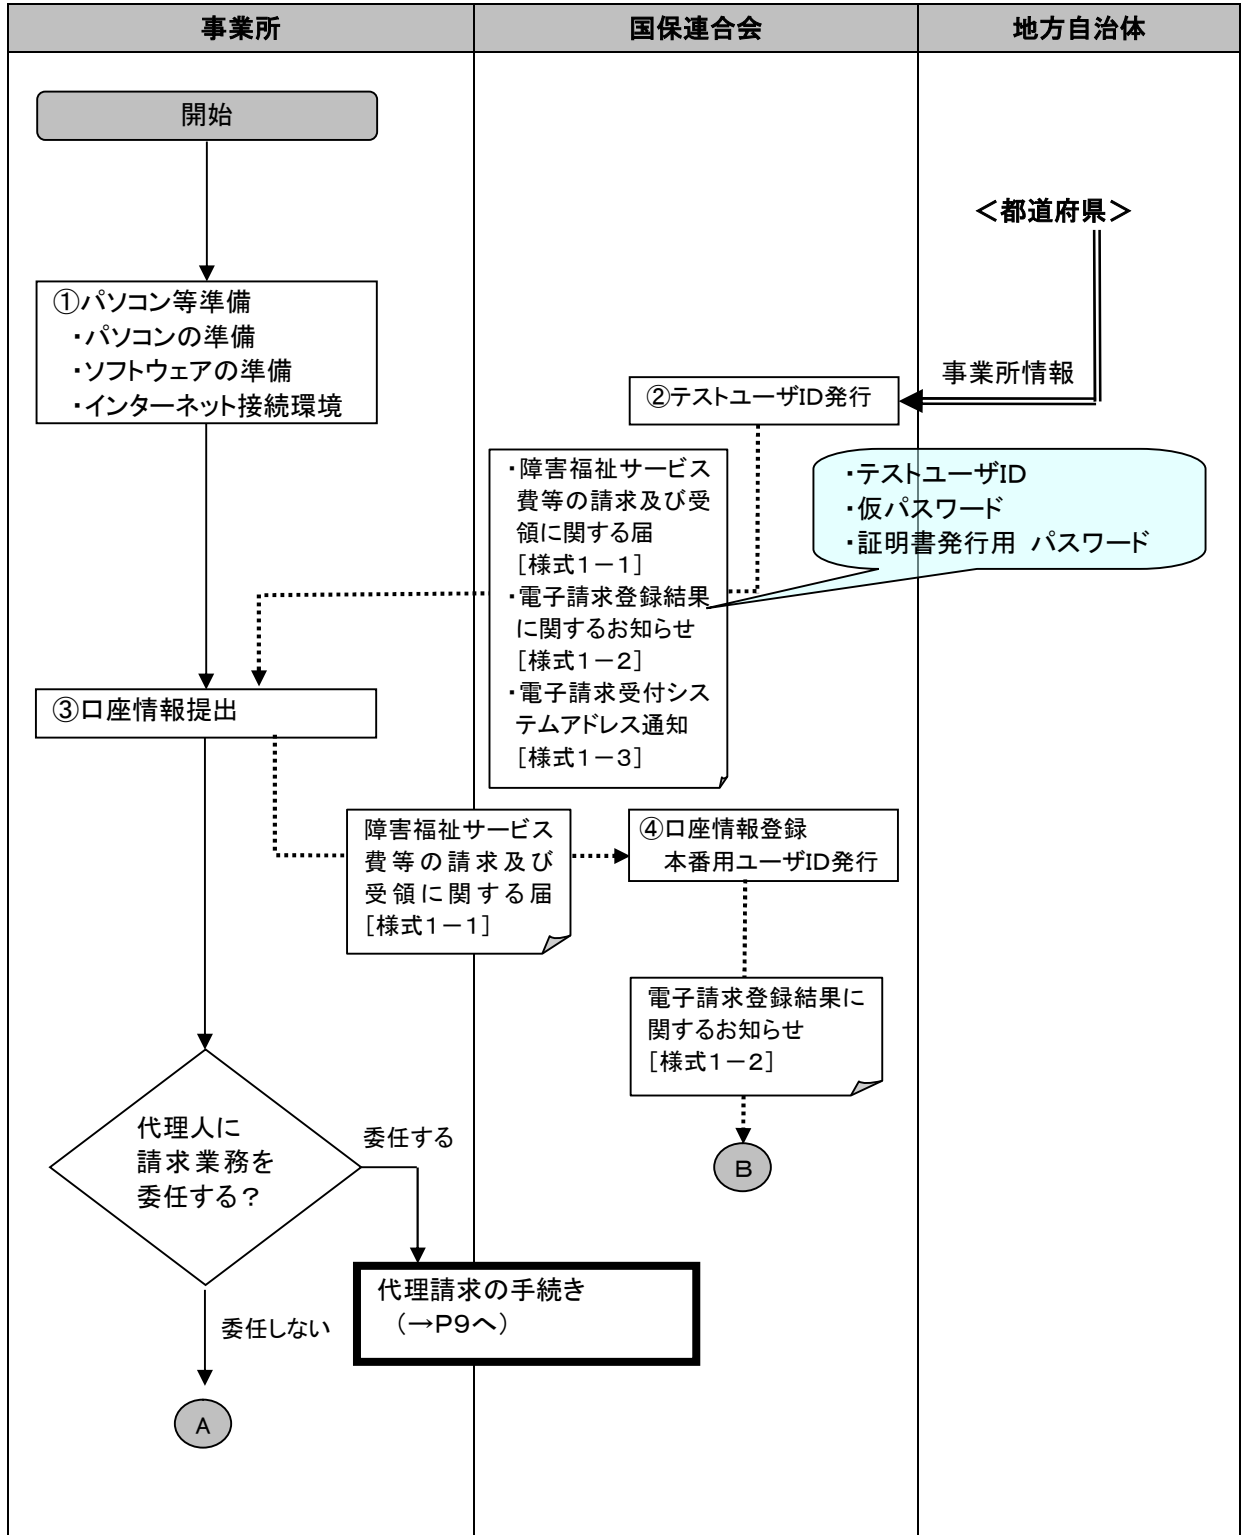 事業所
国保連合会
地方自治体
開始
＜都道府県＞
①パソコン等準備
・パソコンの準備
・ソフトウェアの準備
・インターネット接続環境
事業所情報
②テストユーザID発行
・障害福祉サービス
費等の請求及び受
領に関する届
[様式１－１]
・電子請求登録結果
に関するお知らせ
[様式１－２]
・電子請求受付シス
テムアドレス通知
[様式１－３]
・テストユーザID
・仮パスワード
・証明書発行用 パスワード
③口座情報提出
障害福祉サービス
費等の請求及び
受領に関する届
[様式１－１]
④口座情報登録
本番用ユーザID発行
電子請求登録結果に
関するお知らせ
[様式１－２]
B
代理人に
請求業務を
委任する？
委任する
代理請求の手続き
（→P９へ）
委任しない
A